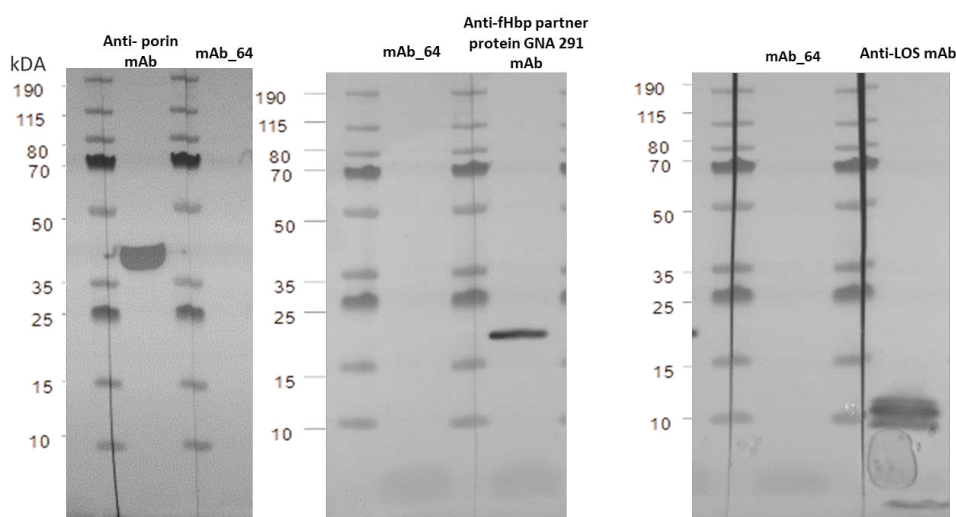 Anti- porin
mAb
mAb_64
kDA
190
115
80
70
50
35
25
15
10
mAb_64
Anti-fHbp partner
protein GNA 291
mAb
190
115
80
70
50
35
25
15
10
mAb_64
Anti-LOS mAb
190
115
80
70
50
35
25
15
10